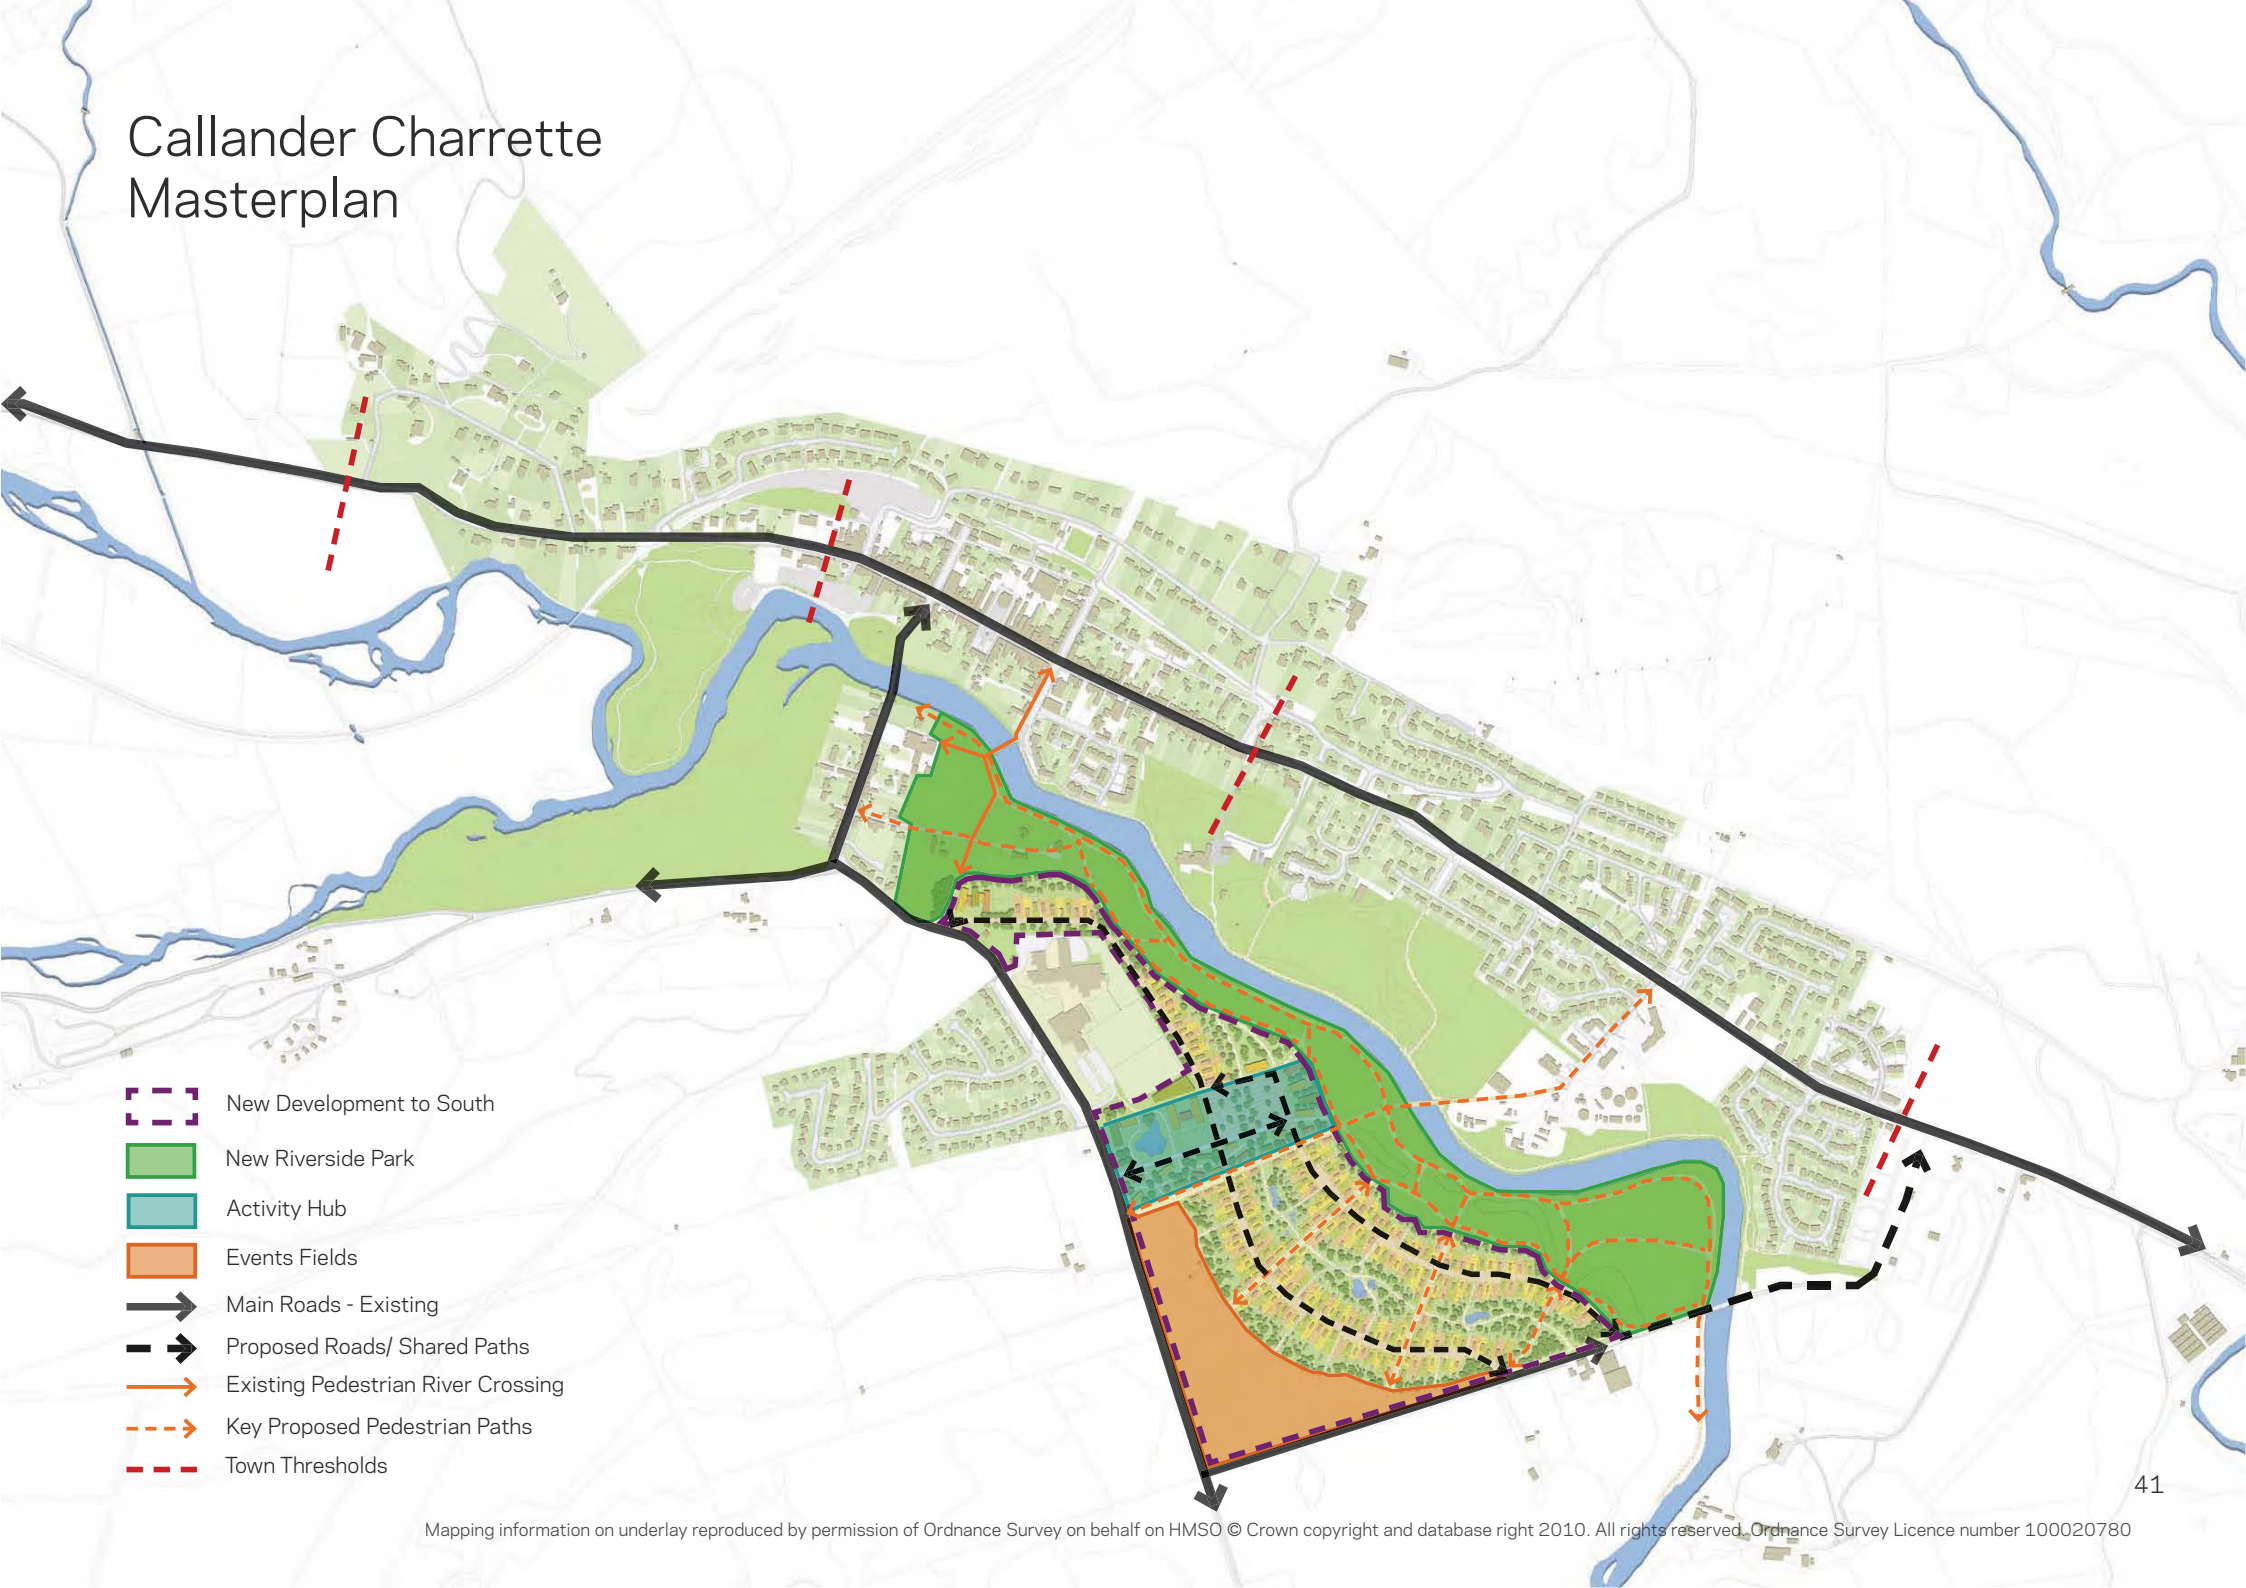 Callander Charrette
Masterplan
New Development to South
New Riverside Park
Activity Hub
Events Fields
Main Roads - Existing
Proposed Roads/ Shared Paths
Existing Pedestrian River Crossing
Key Proposed Pedestrian Paths
Town Thresholds
41
Mapping information on underlay reproduced by permission of Ordnance Survey on behalf on HMSO © Crown copyright and database right 2010. All rights reserved. Ordnance Survey Licence number 100020780